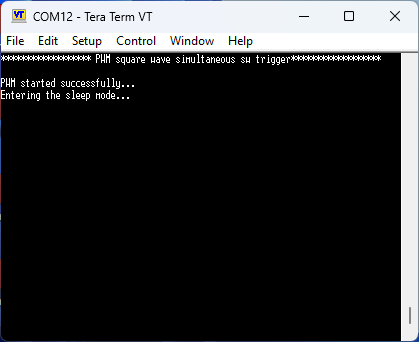 COM12 - Tera Term VT
File Edit Setup Control Window Help
****************** PWM square wave simultaneous sw trigger******************
PWM started successfully...
Entering the sleep mode...